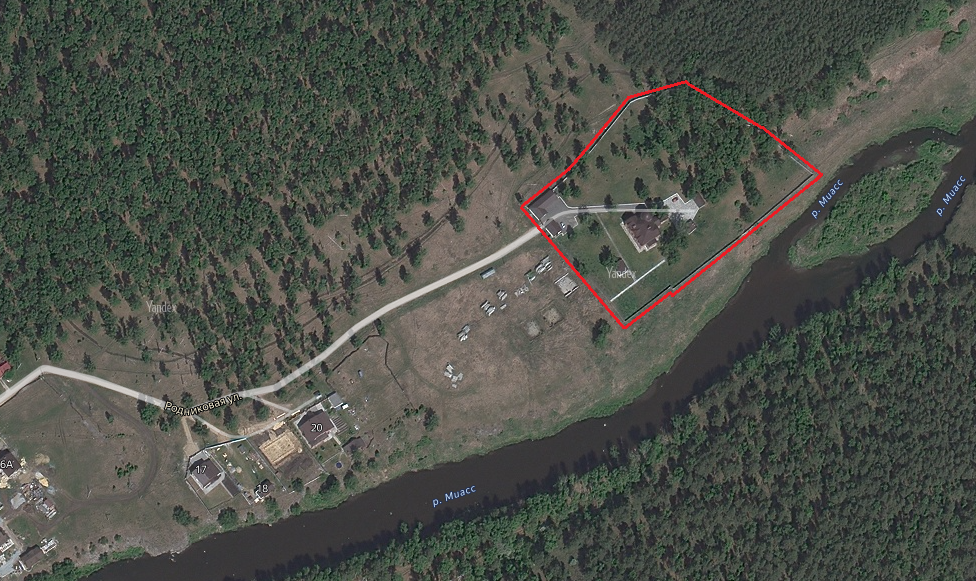 р. Миасс
р. Миасс
Yandex
Yandex
Родниковая ул.
20
17
6А
18
р. Миасс